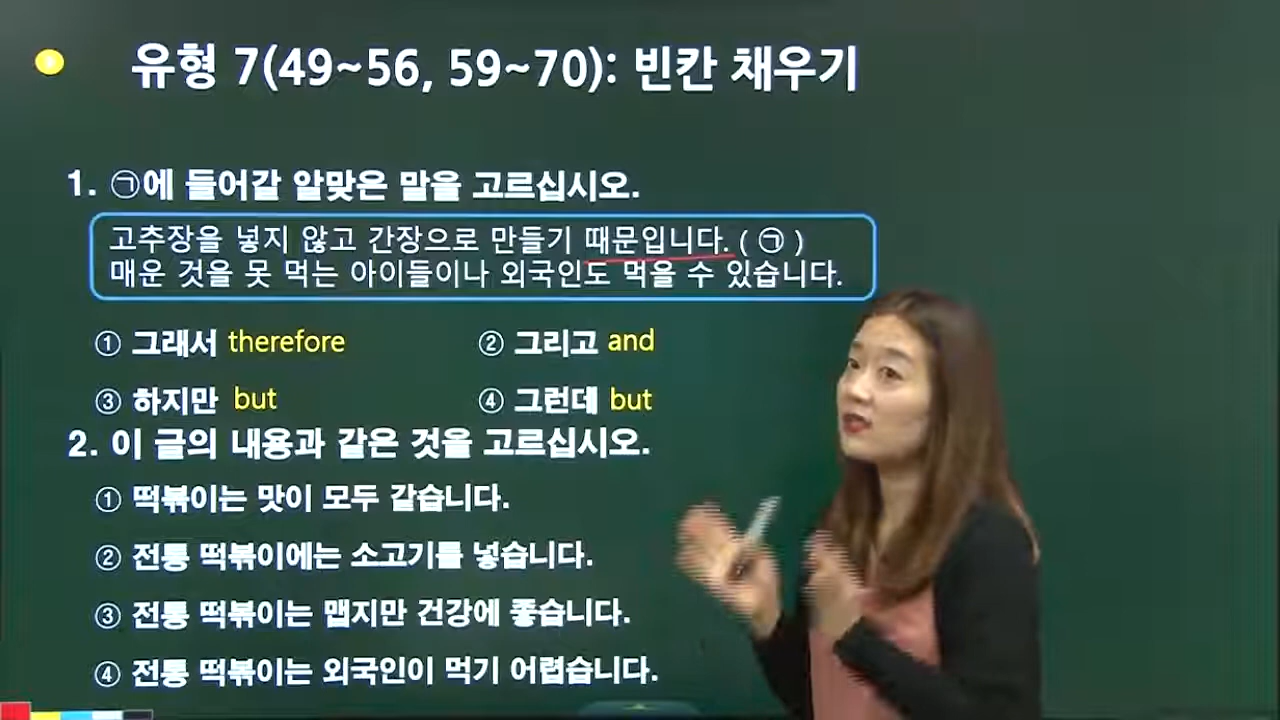 유형 7(49~56, 59~70): 빈칸 채우기
1. ㉠에 들어갈 알맞은 말을 고르십시오.
고추장을 넣지 않고 간장으로 만들기 때문입니다. ( ㉠ )
매운 것을 못 먹는 아이들이나 외국인도 먹을 수 있습니다.
① 그래서 therefore ② 그리고 and
③ 하지만 but ④ 그런데 but
2. 이 글의 내용과 같은 것을 고르십시오.
① 떡볶이는 맛이 모두 같습니다.
② 전통 떡볶이에는 소고기를 넣습니다.
③ 전통 떡볶이는 맵지만 건강에 좋습니다.
④ 전통 떡볶이는 외국인이 먹기 어렵습니다.